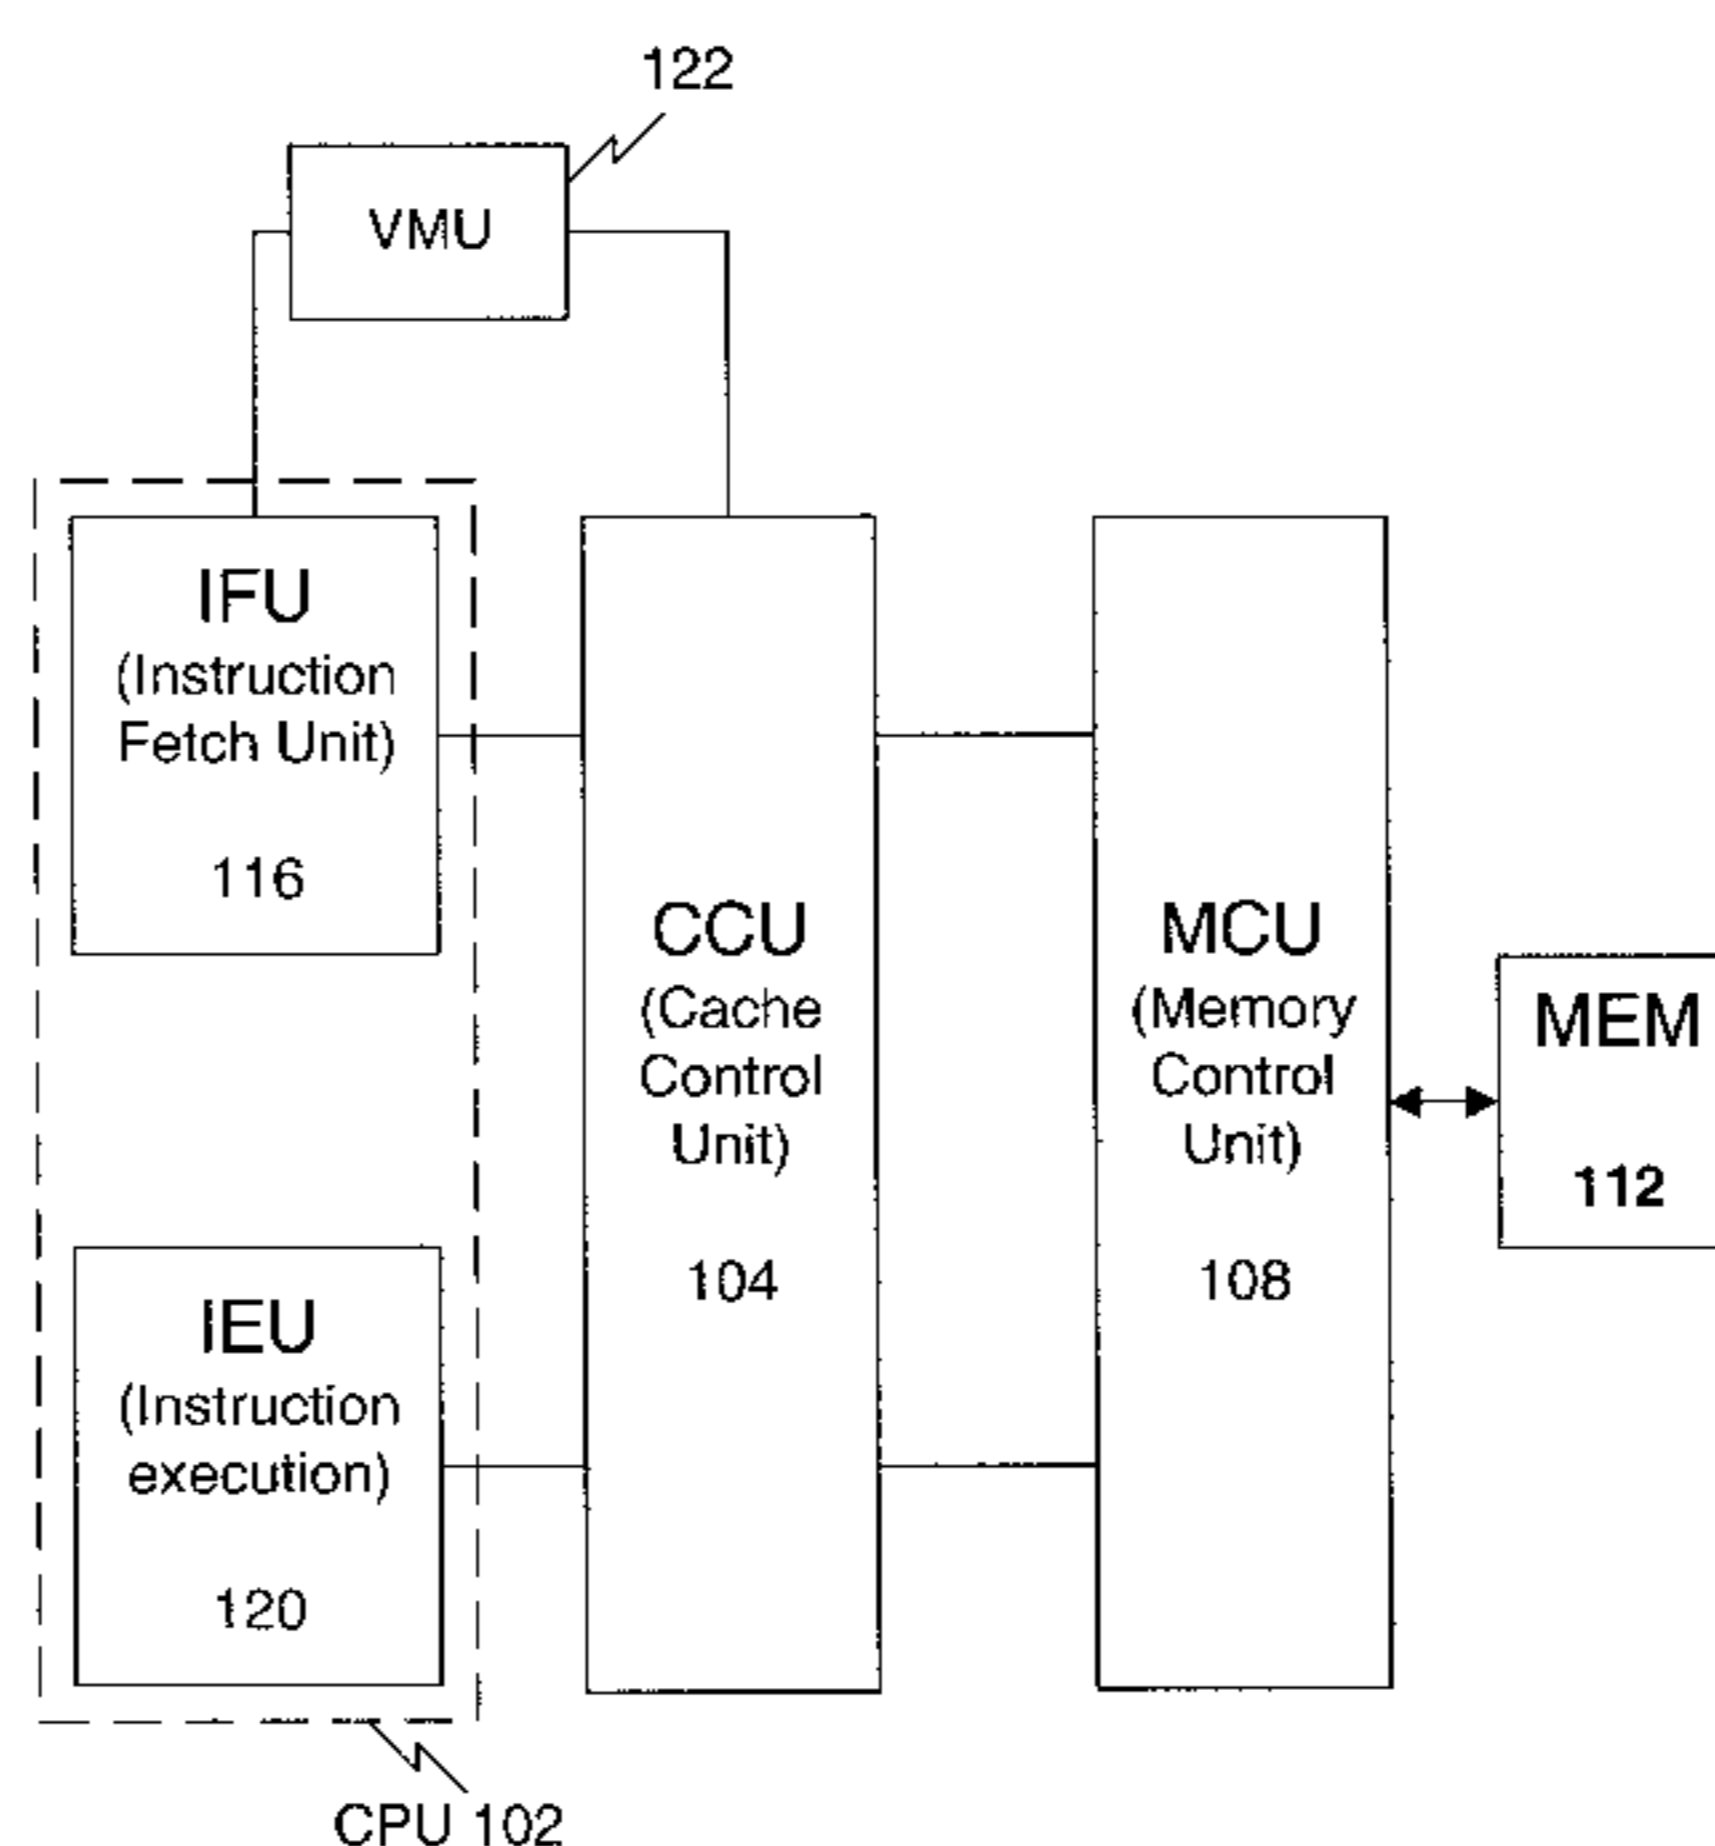 122
VMU
IFU
(Instruction
Fetch Unit)
116
IEU
(Instruction
execution)
120
CPU 102
CCU
(Cache
Control
Unit)
104
MCU
(Memory
Control
Unit)
108
MEM
112